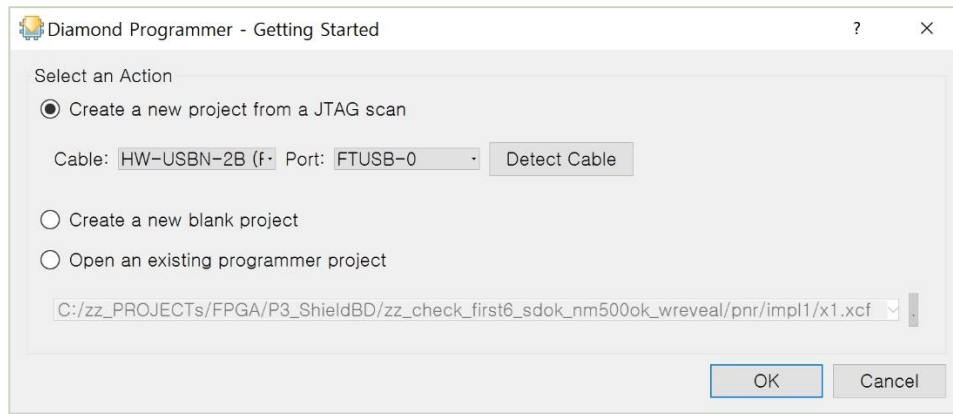 Diamond Programmer - Getting Started ? ×
Select an Action
Create a new project from a JTAG scan
Cable: HW-USBN-2B (F Port: FTUSB-0 Detect Cable
Create a new blank project
Open an existing programmer project
C:/zz_PROJECTs/FPGA/P3_ShieldBD/zz_check_first6_sdok_nm500ok_wreveal/pnr/impl1/x1.xcf .
OK Cancel